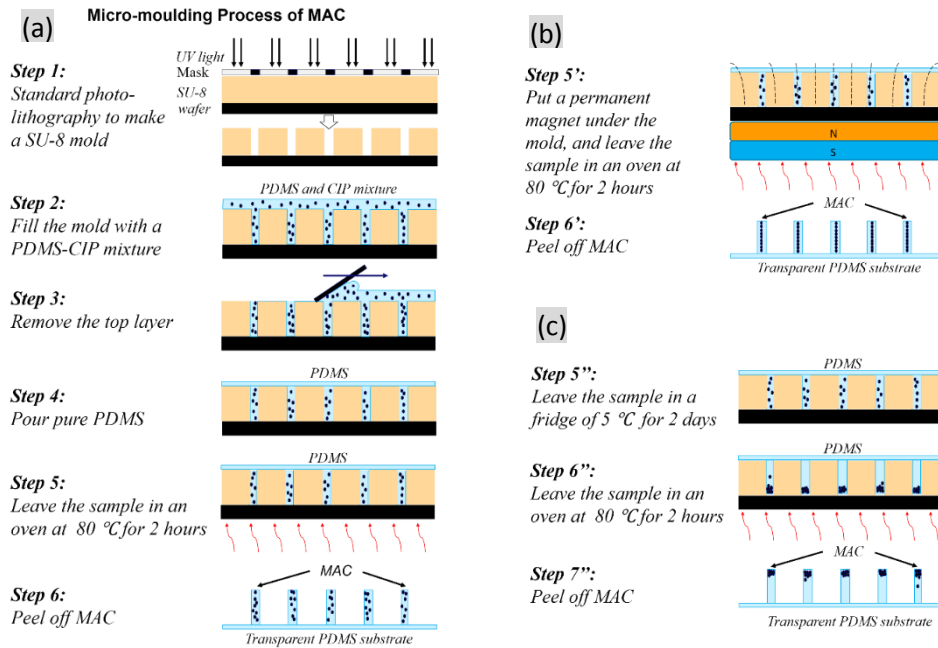 Micro-moulding Process of MAC
(a)
Step 1:
Standard photo-
lithography to make
a SU-8 mold
UV light
Mask
SU-8
wafer
Step 2:
Fill the mold with a
PDMS-CIP mixture
PDMS and CIP mixture
Step 3:
Remove the top layer
Step 4:
Pour pure PDMS
PDMS
Step 5:
Leave the sample in an
oven at 80 ℃ for 2 hours
PDMS
Step 6:
Peel off MAC
MAC
Transparent PDMS substrate
(b)
Step 5’:
Put a permanent
magnet under the
mold, and leave the
sample in an oven at
80 ℃ for 2 hours
N
S
Step 6’:
Peel off MAC
MAC
Transparent PDMS substrate
(c)
Step 5’’:
Leave the sample in a
fridge of 5 ℃ for 2 days
PDMS
Step 6’’:
Leave the sample in an
oven at 80 ℃ for 2 hours
PDMS
Step 7’’:
Peel off MAC
MAC
Transparent PDMS substrate